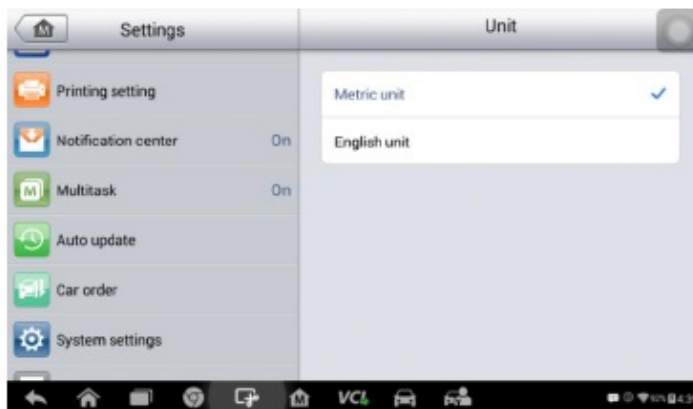 Settings
Unit
Printing setting
Notification center On
Multitask On
Auto update
Car order
System settings
Metric unit
English unit
VCI
92%